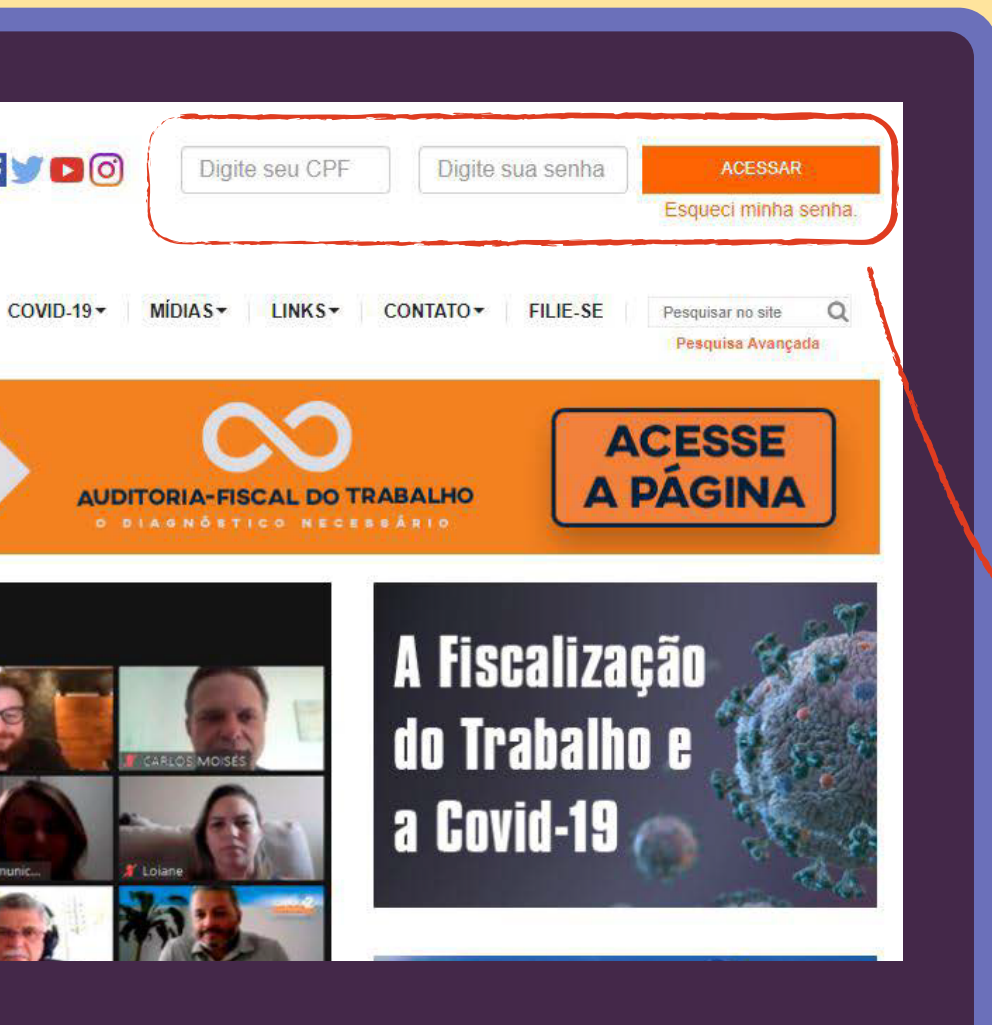 Digite seu CPF
Digite sua senha
ACESSAR
Esqueci minha senha.
COVID-19
MÍDIAS
LINKS
CONTATO
FILIE-SE
Pesquisar no site
Pesquisa Avançada
AUDITORIA-FISCAL DO TRABALHO
O DIAGNÓSTICO NECESSÁRIO
ACESSE
A PÁGINA
A Fiscalização
do Trabalho e
a Covid-19
CARLOS MOISÉS
Loiane